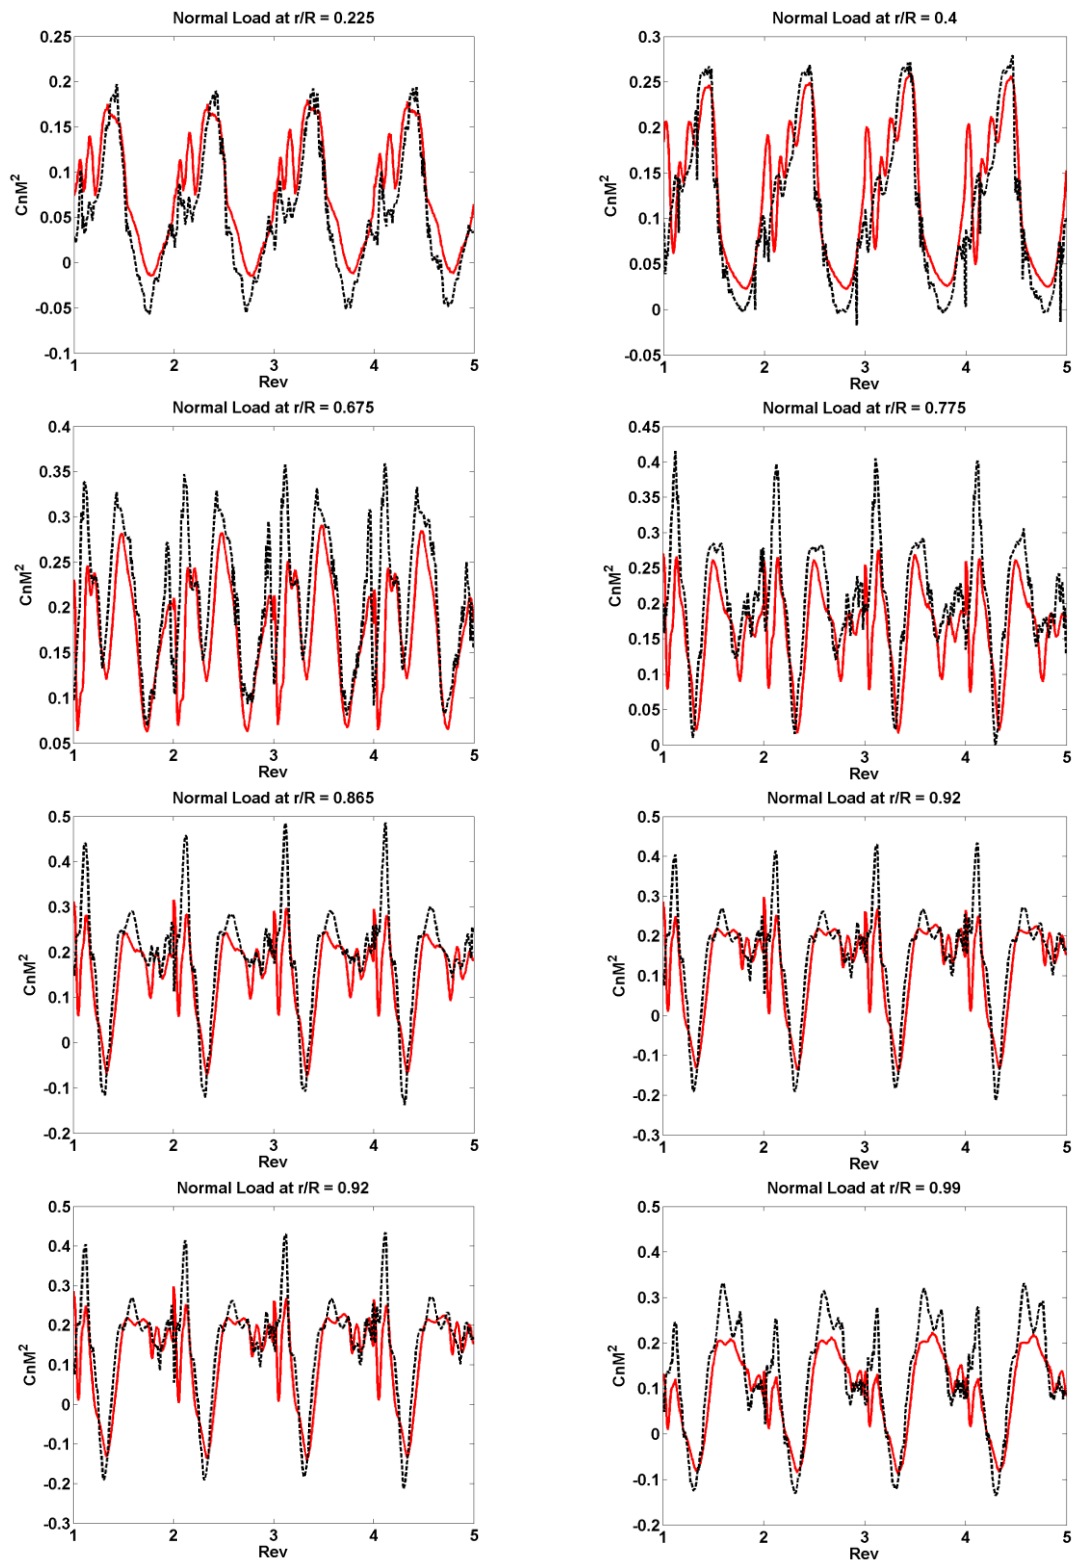 Normal Load at r/R = 0.225
0.25
0.2
0.15
0.1
0.05
0
-0.05
-0.1
CnM²
1 2 3 4 5
Rev
Normal Load at r/R = 0.4
0.3
0.25
0.2
0.15
0.1
0.05
0
-0.05
CnM²
1 2 3 4 5
Rev
Normal Load at r/R = 0.675
0.4
0.35
0.3
0.25
0.2
0.15
0.1
0.05
CnM²
1 2 3 4 5
Rev
Normal Load at r/R = 0.775
0.45
0.4
0.35
0.3
0.25
0.2
0.15
0.1
0.05
0
CnM²
1 2 3 4 5
Rev
Normal Load at r/R = 0.865
0.5
0.4
0.3
0.2
0.1
0
-0.1
-0.2
CnM²
1 2 3 4 5
Rev
Normal Load at r/R = 0.92
0.5
0.4
0.3
0.2
0.1
0
-0.1
-0.2
-0.3
CnM²
1 2 3 4 5
Rev
Normal Load at r/R = 0.92
0.5
0.4
0.3
0.2
0.1
0
-0.1
-0.2
-0.3
CnM²
1 2 3 4 5
Rev
Normal Load at r/R = 0.99
0.5
0.4
0.3
0.2
0.1
0
-0.1
-0.2
CnM²
1 2 3 4 5
Rev